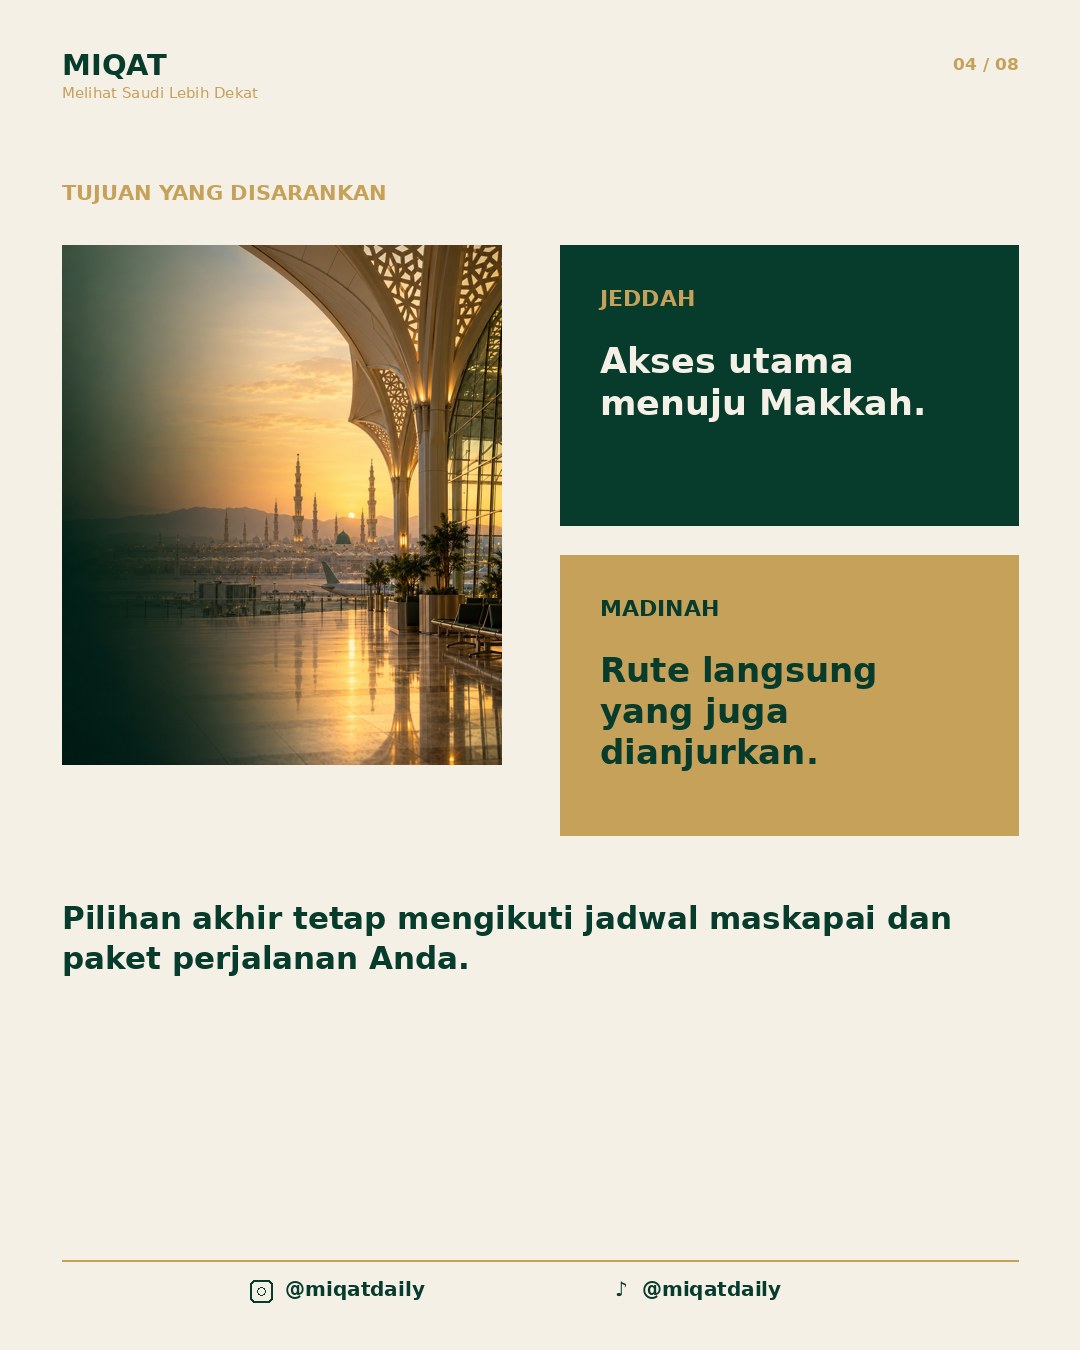 MIQAT
Melihat Saudi Lebih Dekat
04 / 08
TUJUAN YANG DISARANKAN
JEDDAH
Akses utama
menuju Makkah.
MADINAH
Rute langsung
yang juga
dianjurkan.
Pilihan akhir tetap mengikuti jadwal maskapai dan
paket perjalanan Anda.
@miqatdaily
♪ @miqatdaily